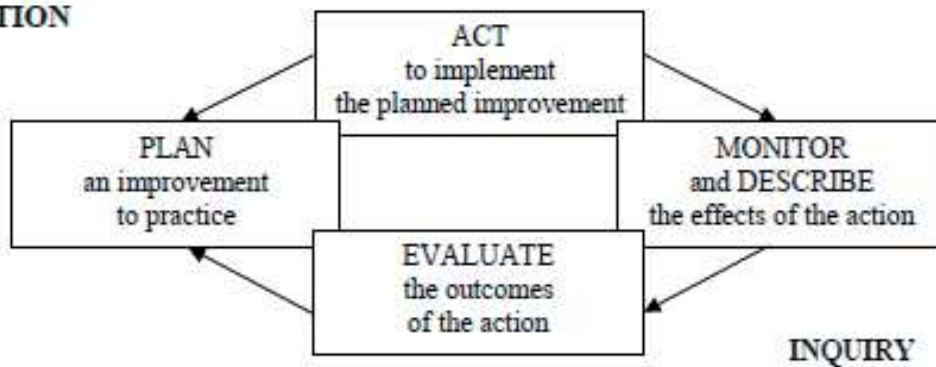 TION
ACT
to implement
the planned improvement
PLAN
an improvement
to practice
MONITOR
and DESCRIBE
the effects of the action
EVALUATE
the outcomes
of the action
INQUIRY